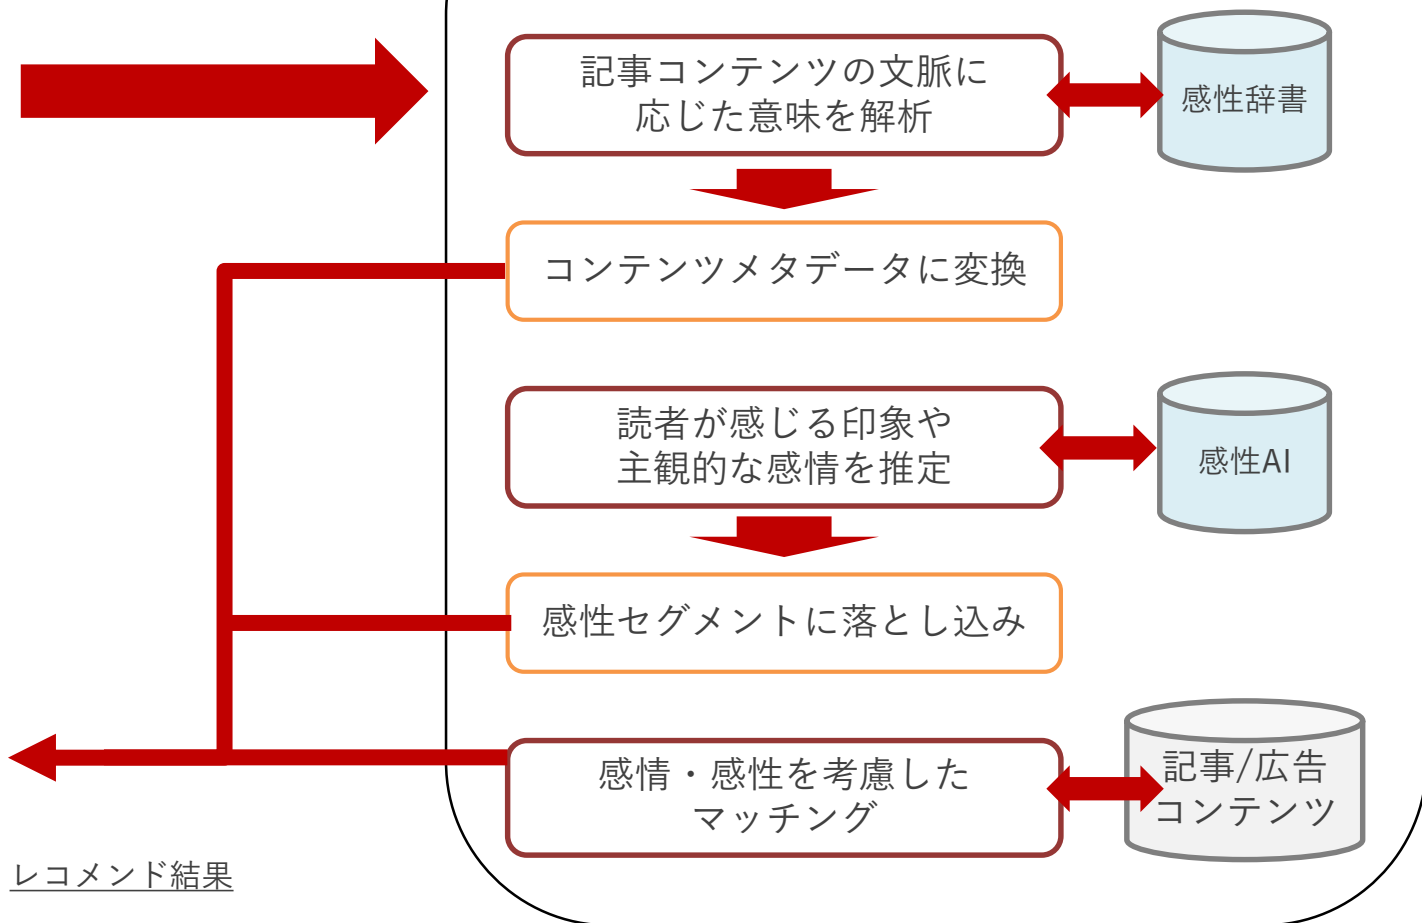 記事コンテンツの文脈に
応じた意味を解析
感性辞書
コンテンツメタデータに変換
読者が感じる印象や
主観的な感情を推定
感性AI
感性セグメントに落とし込み
感情・感性を考慮した
マッチング
記事/広告
コンテンツ
レコメンド結果